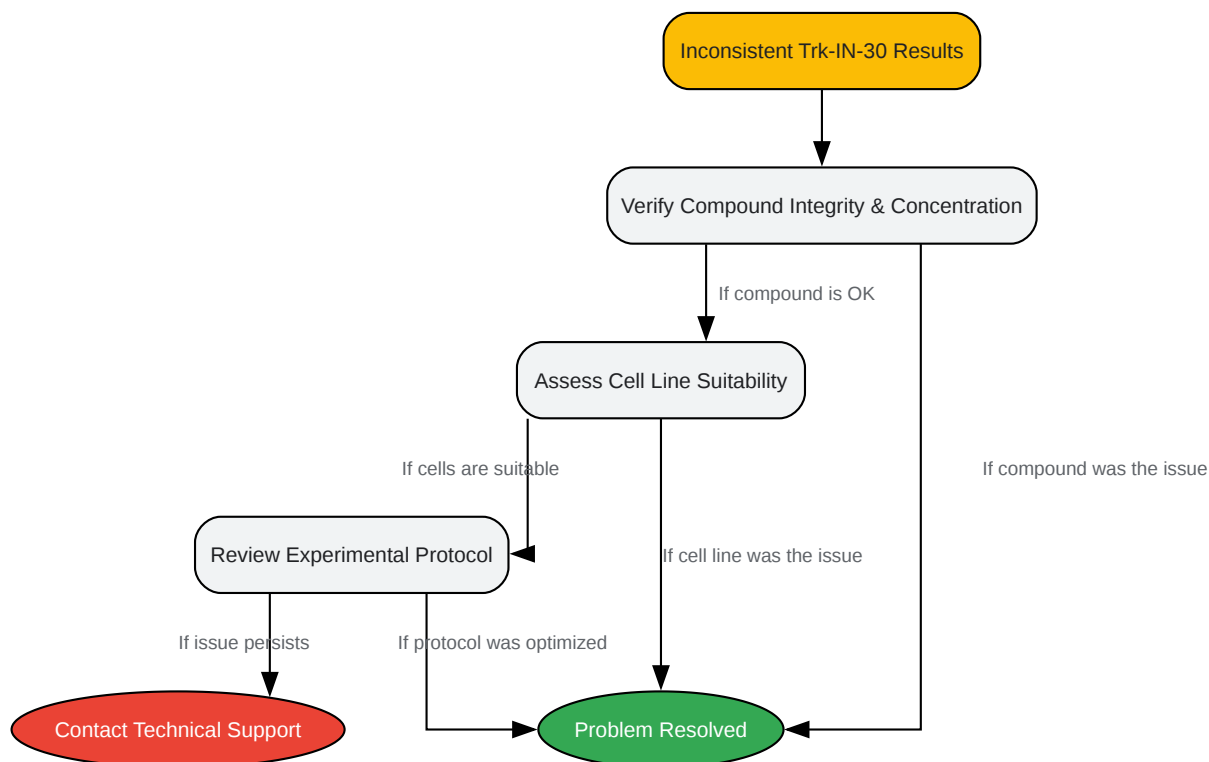 Inconsistent Trk-IN-30 Results
Verify Compound Integrity & Concentration
If compound is OK
Assess Cell Line Suitability
If cells are suitable
If compound was the issue
Review Experimental Protocol
If cell line was the issue
If issue persists
If protocol was optimized
Contact Technical Support
Problem Resolved